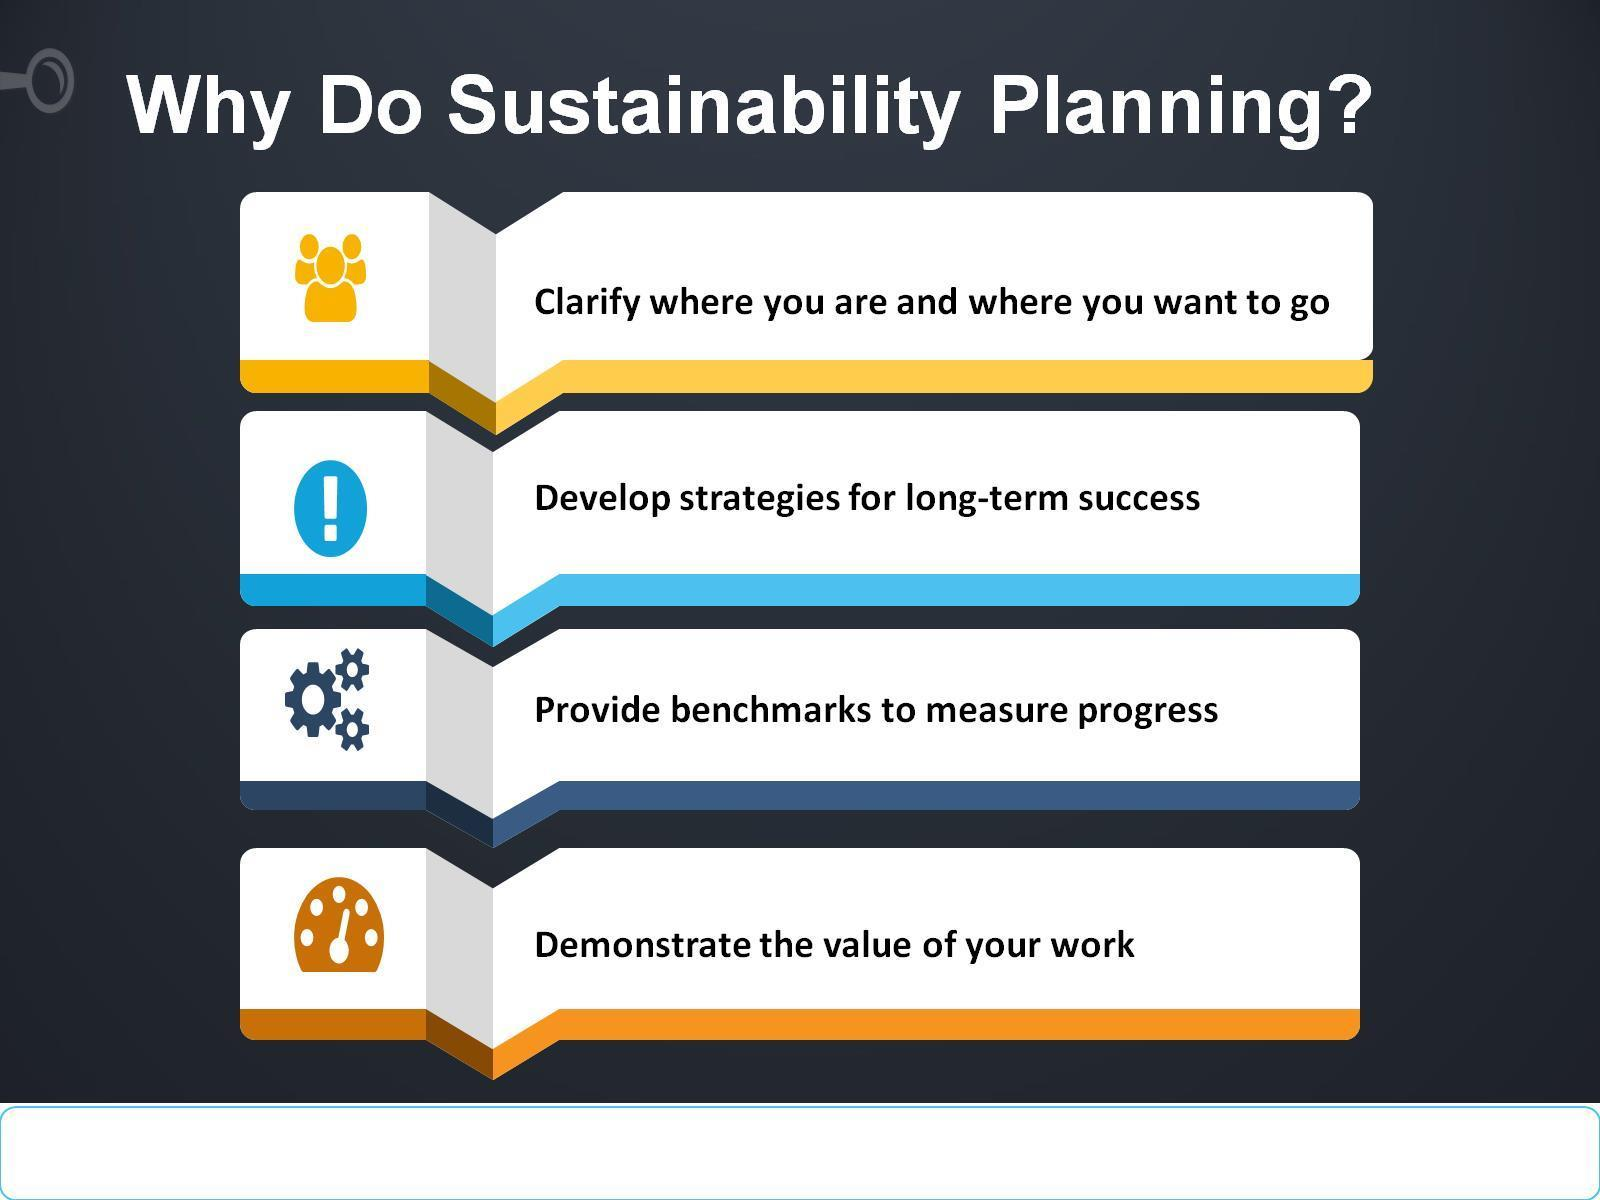 Why Do Sustainability Planning?
Clarify where you are and where you want to go
Develop strategies for long-term success
Provide benchmarks to measure progress
Demonstrate the value of your work